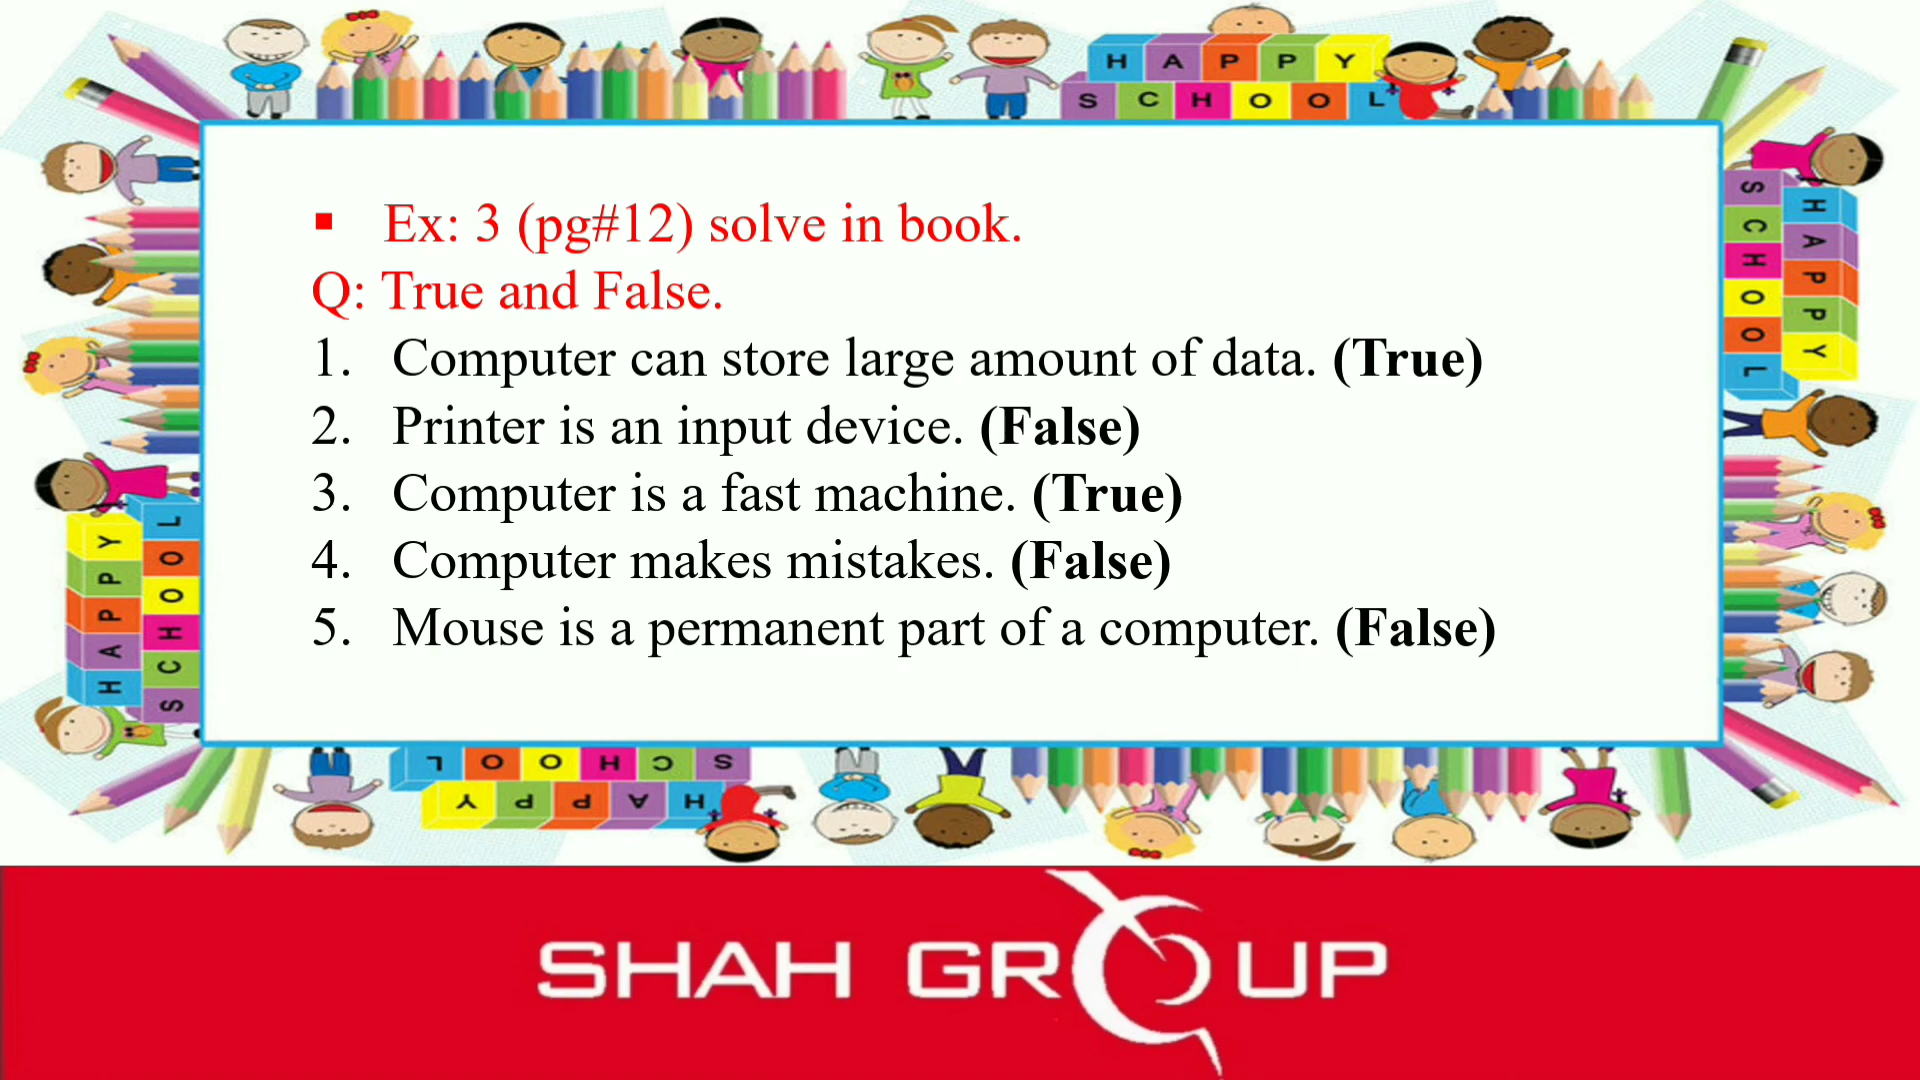 HAPPY
SCHOOL
▪ Ex: 3 (pg#12) solve in book.
Q: True and False.
1. Computer can store large amount of data. (True)
2. Printer is an input device. (False)
3. Computer is a fast machine. (True)
4. Computer makes mistakes. (False)
5. Mouse is a permanent part of a computer. (False)
HAPPY
SCHOOL
HAPPY
SCHOOL
SCHOOL
HAPPY
SHAH GROUP